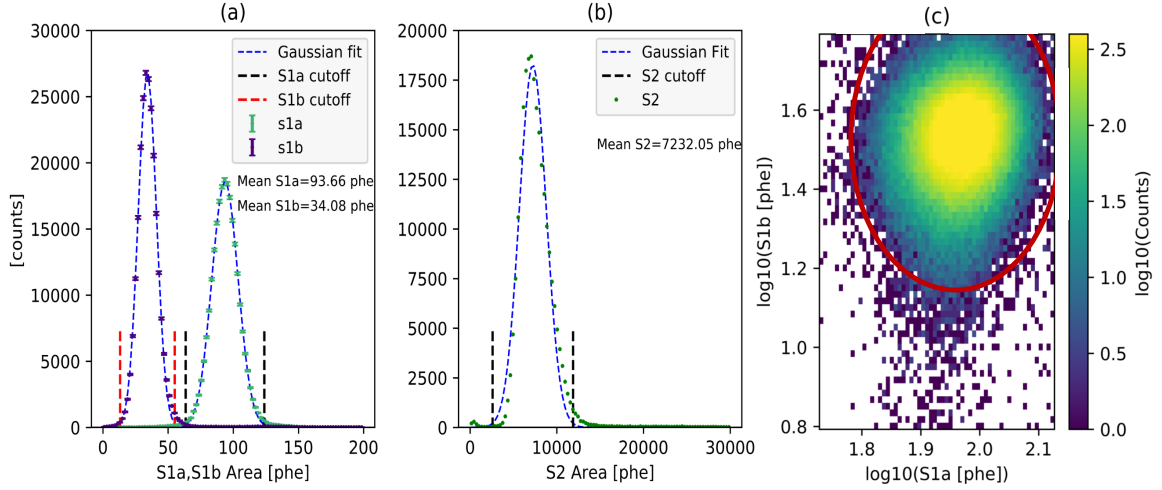 (a)
30000
25000
20000
15000
10000
5000
0
[counts]
Gaussian fit
S1a cutoff
S1b cutoff
s1a
s1b
Mean S1a=93.66 phe
Mean S1b=34.08 phe
0 50 100 150 200
S1a,S1b Area [phe]
(b)
20000
17500
15000
12500
10000
7500
5000
2500
0
Gaussian Fit
S2 cutoff
S2
Mean S2=7232.05 phe
0 10000 20000 30000
S2 Area [phe]
(c)
1.6
1.4
1.2
1.0
0.8
log10(S1b [phe])
1.8 1.9 2.0 2.1
log10(S1a [phe])
2.5
2.0
1.5
1.0
0.5
0.0
log10(Counts)